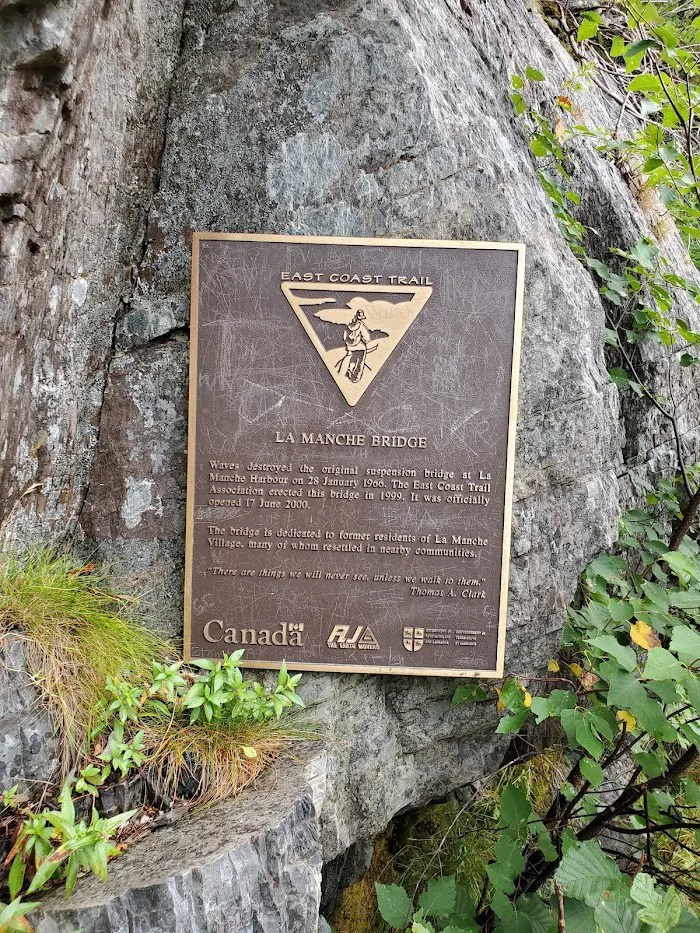 EAST COAST TRAIL
LA MANCHE BRIDGE
Waves destroyed the original suspension bridge at La
Manche Harbour on 28 January 1966. The East Coast Trail
Association erected this bridge in 1999. It was officially
opened 17 June 2000.
The bridge is dedicated to former residents of La Manche
Village, many of whom resettled in nearby communities.
"There are things we will never see, unless we walk to them."
Thomas A. Clark
Canada
THE EARTH MOVERS